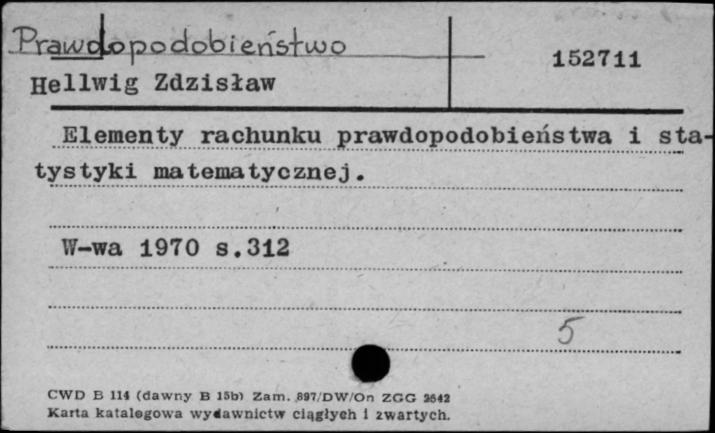 Prawdopodobieństwo
152711
Hellwig Zdzisław
Elementy rachunku prawdopodobieństwa i sta-
tystyki matematycznej.
W-wa 1970 s.312
5
CWD B 114 (dawny B 15b) Zam. 897/DW/On ZGG 2642
Karta katalogowa wydawnictw ciągłych i zwartych.